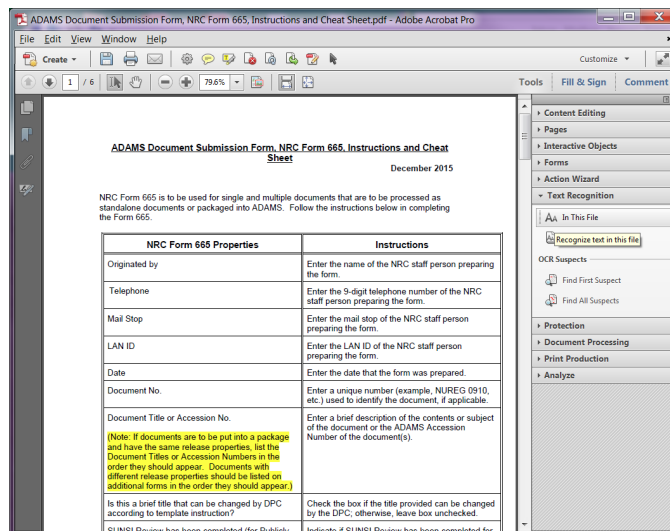 ADAMS Document Submission Form, NRC Form 665, Instructions and Cheat Sheet.pdf - Adobe Acrobat Pro
File Edit View Window Help
Create
Customize
1 / 6
79.6%
Tools Fill & Sign Comment
ADAMS Document Submission Form, NRC Form 665, Instructions and Cheat
Sheet
December 2015
NRC Form 665 is to be used for single and multiple documents that are to be processed as
standalone documents or packaged into ADAMS. Follow the instructions below in completing
the Form 665.
NRC Form 665 Properties
Instructions
Originated by
Enter the name of the NRC staff person preparing
the form.
Telephone
Enter the 9-digit telephone number of the NRC
staff person preparing the form.
Mail Stop
Enter the mail stop of the NRC staff person
preparing the form.
LAN ID
Enter the LAN ID of the NRC staff person
preparing the form.
Date
Enter the date that the form was prepared.
Document No.
Enter a unique number (example, NUREG 0910,
etc.) used to identify the document, if applicable.
Document Title or Accession No.
(Note: If documents are to be put into a package
and have the same release properties, list the
Document Titles or Accession Numbers in the
order they should appear. Documents with
different release properties should be listed on
additional forms in the order they should appear.)
Enter a brief description of the contents or subject
of the document or the ADAMS Accession
Number of the document(s).
Is this a brief title that can be changed by DPC
according to template instruction?
Check the box if the title provided can be changed
by the DPC; otherwise, leave box unchecked.
SUNSI Review has been completed (for Publicly
Indicate if SUNSI Review has been completed for
Content Editing
Pages
Interactive Objects
Forms
Action Wizard
Text Recognition
In This File
Recognize text in this file
OCR Suspects
Find First Suspect
Find All Suspects
Protection
Document Processing
Print Production
Analyze